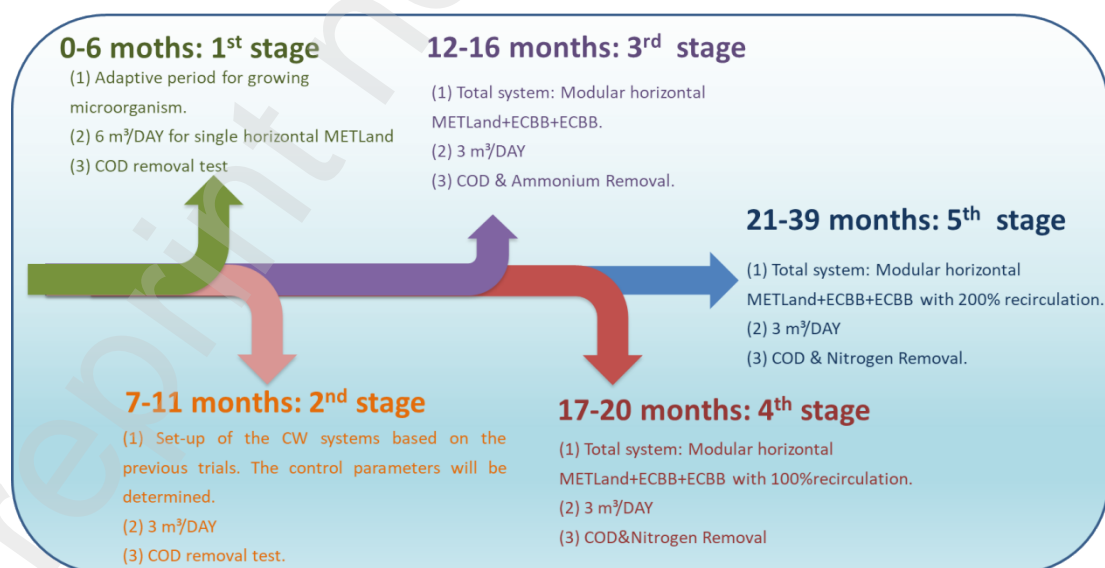 0-6 moths: 1st stage
(1) Adaptive period for growing
microorganism.
(2) 6 m³/DAY for single horizontal METLand
(3) COD removal test
12-16 months: 3rd stage
(1) Total system: Modular horizontal
METLand+ECBB+ECBB.
(2) 3 m³/DAY
(3) COD & Ammonium Removal.
21-39 months: 5th stage
(1) Total system: Modular horizontal
METLand+ECBB+ECBB with 200% recirculation.
(2) 3 m³/DAY
(3) COD & Nitrogen Removal.
7-11 months: 2nd stage
(1) Set-up of the CW systems based on the
previous trials. The control parameters will be
determined.
(2) 3 m³/DAY
(3) COD removal test.
17-20 months: 4th stage
(1) Total system: Modular horizontal
METLand+ECBB+ECBB with 100%recirculation.
(2) 3 m³/DAY
(3) COD&Nitrogen Removal
eprint